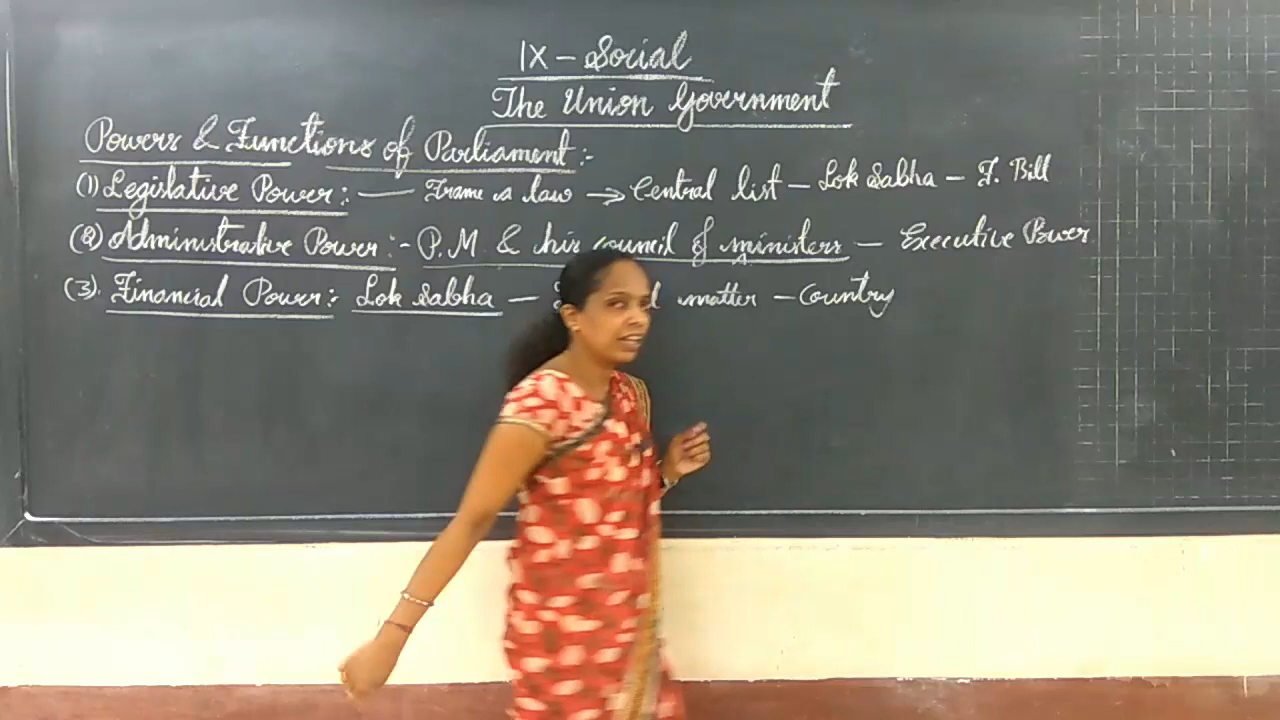 IX - Social
The Union Government
Powers & Functions of Parliament :-
(1) Legislative Power : — Frame a law → Central list - Lok Sabha - F. Bill
(2) Administrative Power :- P.M & his council of ministers — Executive Power
(3). Financial Power : Lok Sabha — matter - Country